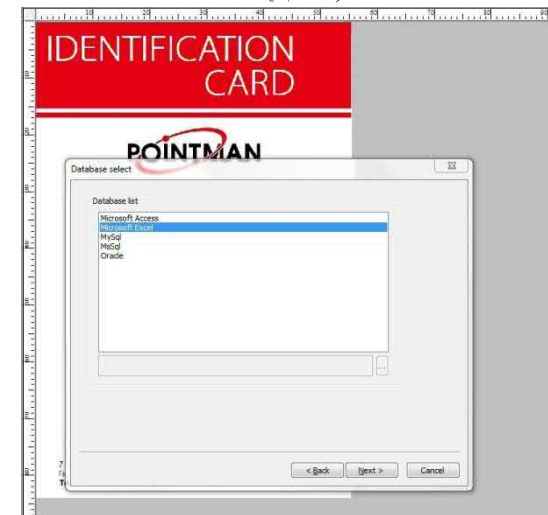 IDENTIFICATION
CARD
POINTMAN
Database select
Database list
Microsoft Access
Microsoft Excel
MySql
MsSql
Oracle
...
< Back
Next >
Cancel